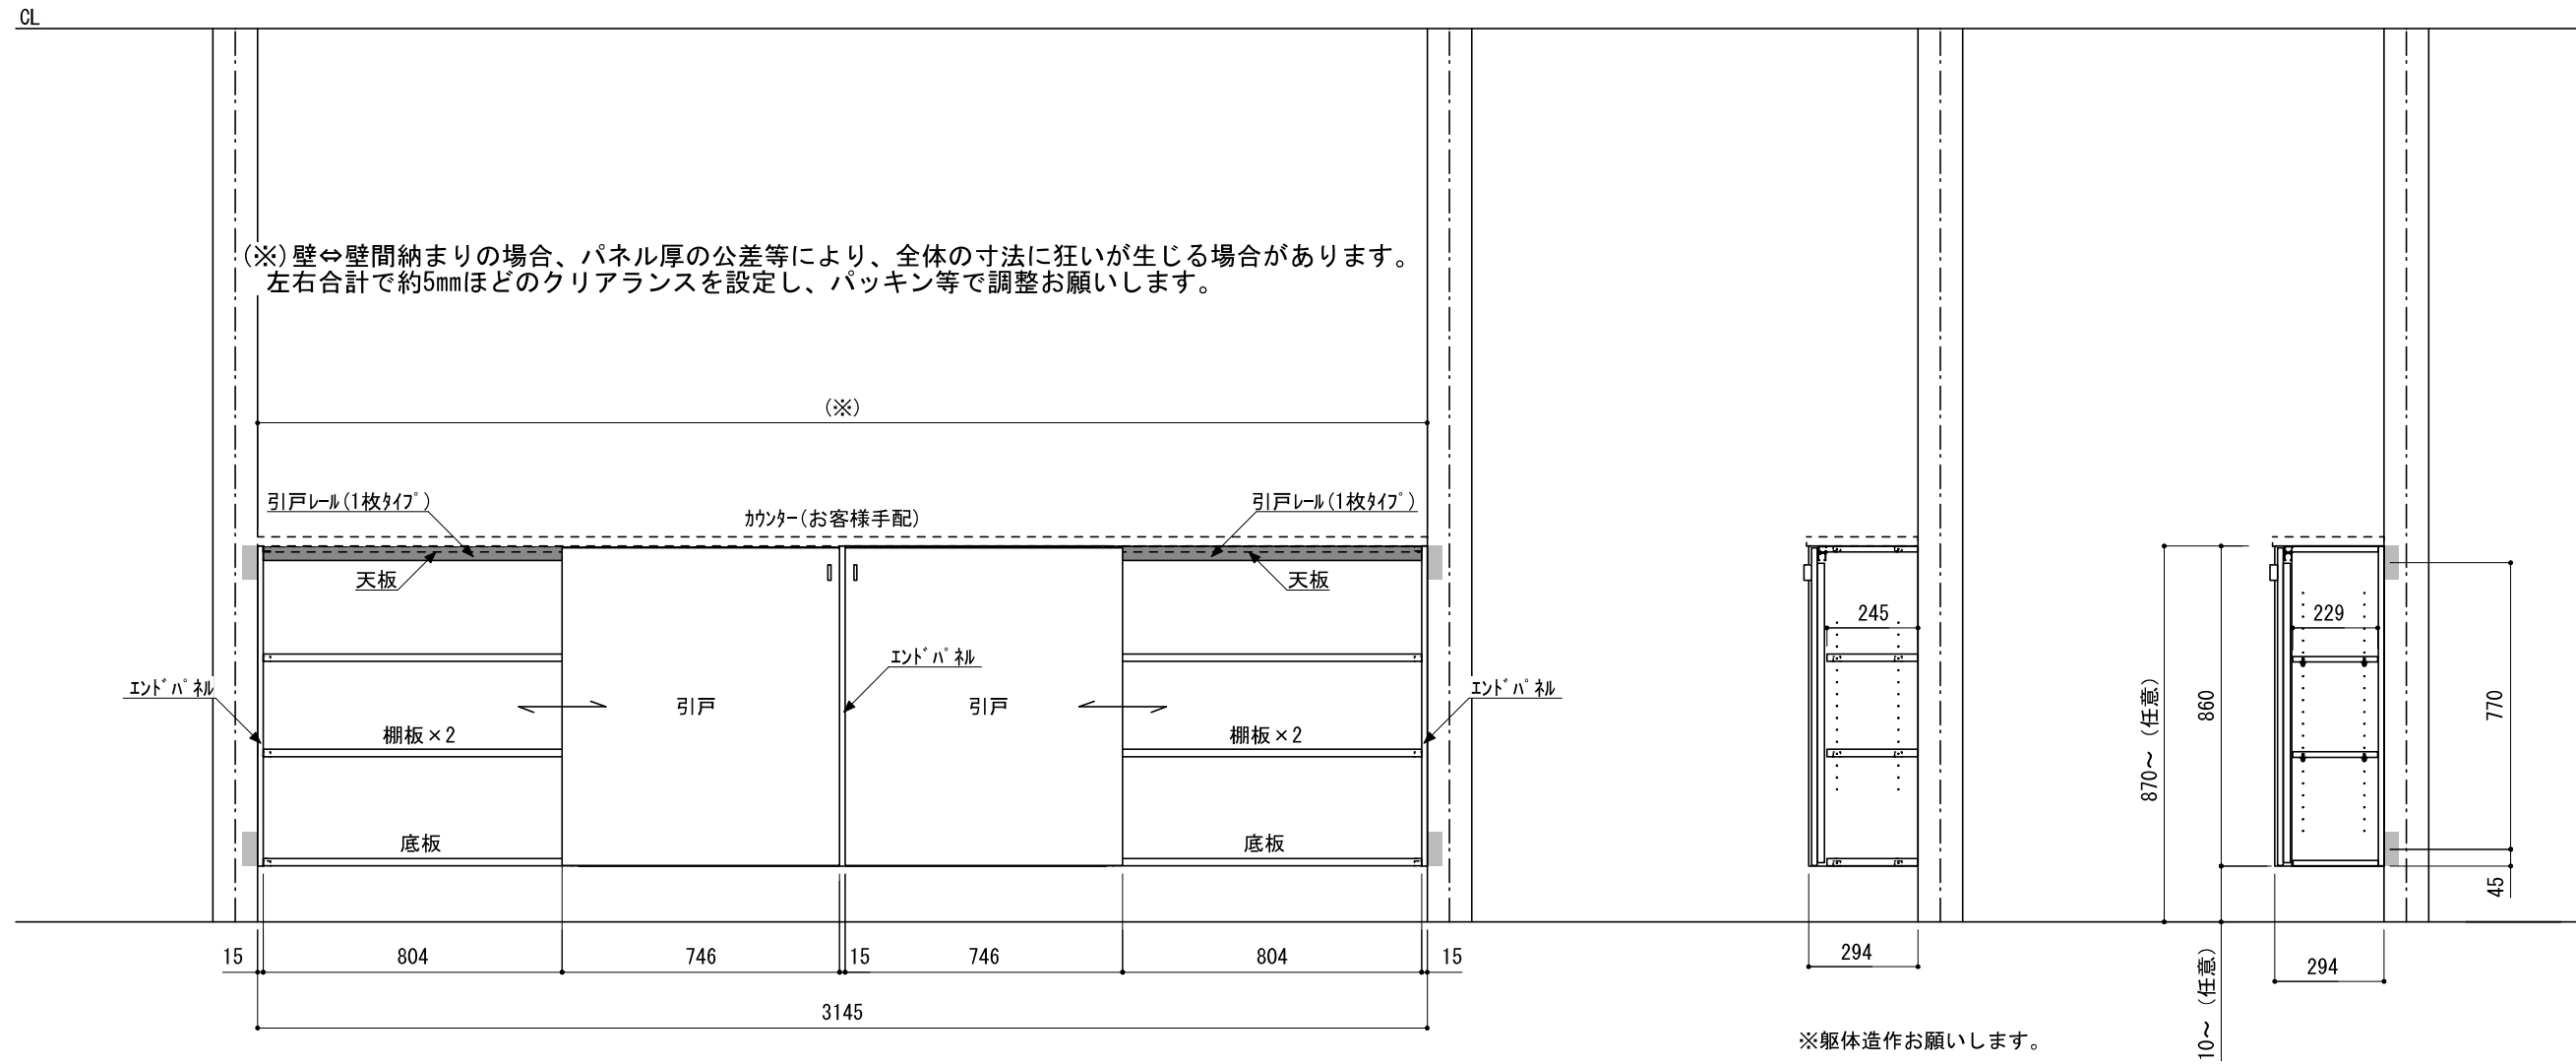 CL
(※)壁⇔壁間納まりの場合、パネル厚の公差等により、全体の寸法に狂いが生じる場合があります。
左右合計で約5mmほどのクリアランスを設定し、パッキン等で調整お願いします。
(※)
引戸ﾚｰﾙ(1枚ﾀｲﾌﾟ)
ｶｳﾝﾀｰ(お客様手配)
引戸ﾚｰﾙ(1枚ﾀｲﾌﾟ)
天板
天板
245
229
ｴﾝﾄﾞﾊﾟﾈﾙ
ｴﾝﾄﾞﾊﾟﾈﾙ
ｴﾝﾄﾞﾊﾟﾈﾙ
引戸
引戸
870～(任意)
860
770
棚板×2
棚板×2
底板
底板
45
15
804
746
15
746
804
15
294
294
10～(任意)
3145
※躯体造作お願いします。